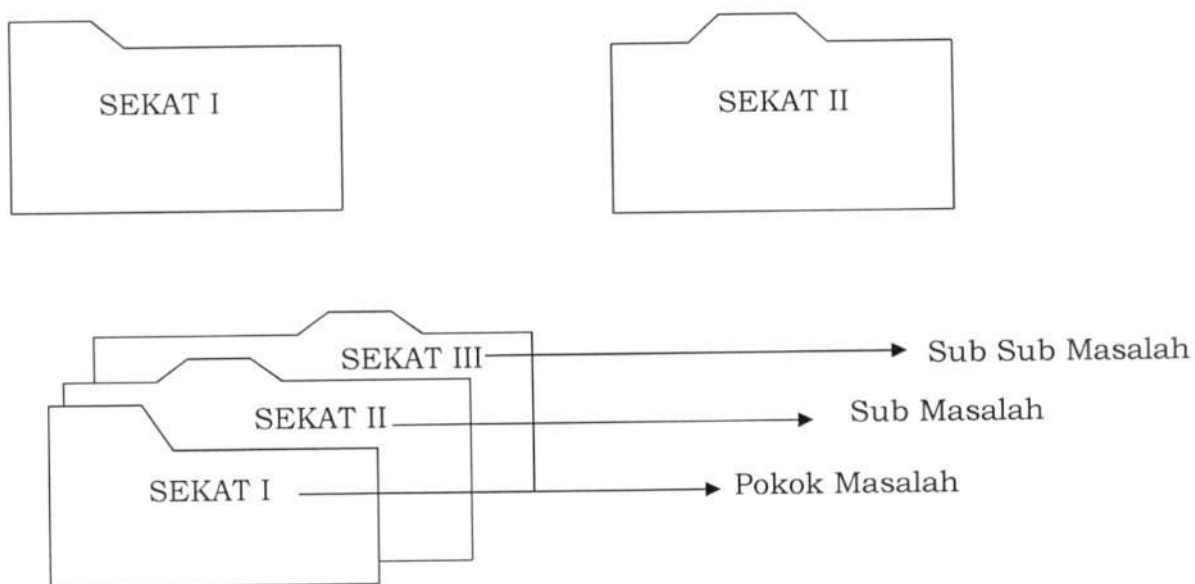 SEKAT I
SEKAT II
SEKAT III
Sub Sub Masalah
SEKAT II
Sub Masalah
SEKAT I
Pokok Masalah